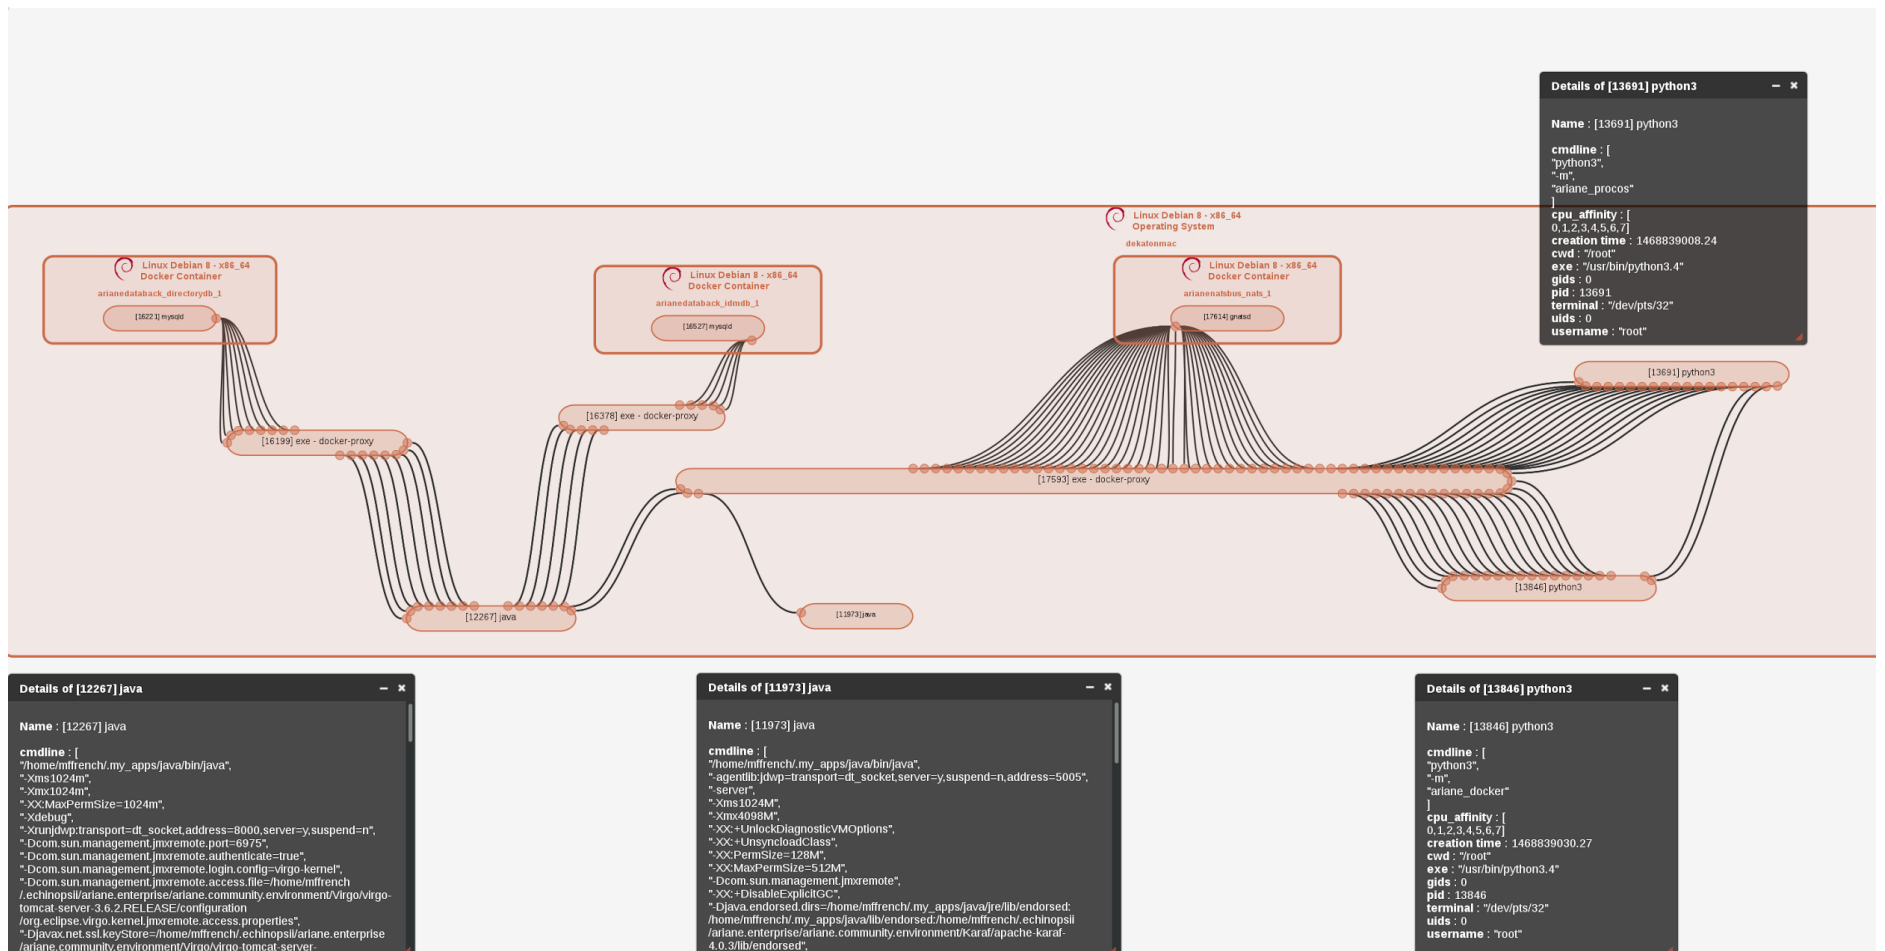 Details of [13691] python3
Name : [13691] python3
cmdline : [
"python3",
"-m",
"ariane_procos"
]
cpu_affinity : [
0,1,2,3,4,5,6,7]
creation time : 1468839008.24
cwd : "/root"
exe : "/usr/bin/python3.4"
gids : 0
pid : 13691
terminal : "/dev/pts/32"
uids : 0
username : "root"
Linux Debian 8 - x86_64
Operating System
dekatonmac
Linux Debian 8 - x86_64
Docker Container
arianedataback_directorydb_1
[16221] mysqld
Linux Debian 8 - x86_64
Docker Container
arianedataback_idmdb_1
[16527] mysqld
Linux Debian 8 - x86_64
Docker Container
arianenatsbus_nats_1
[17614] gnatsd
[13691] python3
[16378] exe - docker-proxy
[16199] exe - docker-proxy
[17593] exe - docker-proxy
[13846] python3
[12267] java
[11973] java
Details of [12267] java
Name : [12267] java
cmdline : [
"/home/mffrench/.my_apps/java/bin/java",
"-Xms1024m",
"-Xmx1024m",
"-XX:MaxPermSize=1024m",
"-Xdebug",
"-Xrunjdwp:transport=dt_socket,address=8000,server=y,suspend=n",
"-Dcom.sun.management.jmxremote.port=6975",
"-Dcom.sun.management.jmxremote.authenticate=true",
"-Dcom.sun.management.jmxremote.login.config=virgo-kernel",
"-Dcom.sun.management.jmxremote.access.file=/home/mffrench
/.echinopsii/ariane.enterprise/ariane.community.environment/Virgo/virgo-
tomcat-server-3.6.2.RELEASE/configuration
/org.eclipse.virgo.kernel.jmxremote.access.properties",
"-Djavax.net.ssl.keyStore=/home/mffrench/.echinopsii/ariane.enterprise
/ariane.community.environment/Virgo/virgo-tomcat-server-
Details of [11973] java
Name : [11973] java
cmdline : [
"/home/mffrench/.my_apps/java/bin/java",
"-agentlib:jdwp=transport=dt_socket,server=y,suspend=n,address=5005",
"-server",
"-Xms1024M",
"-Xmx4098M",
"-XX:+UnlockDiagnosticVMOptions",
"-XX:+UnsyncloadClass",
"-XX:PermSize=128M",
"-XX:MaxPermSize=512M",
"-Dcom.sun.management.jmxremote",
"-XX:+DisableExplicitGC",
"-Djava.endorsed.dirs=/home/mffrench/.my_apps/java/jre/lib/endorsed:
/home/mffrench/.my_apps/java/lib/endorsed:/home/mffrench/.echinopsii
/ariane.enterprise/ariane.community.environment/Karaf/apache-karaf-
4.0.3/lib/endorsed",
Details of [13846] python3
Name : [13846] python3
cmdline : [
"python3",
"-m",
"ariane_docker"
]
cpu_affinity : [
0,1,2,3,4,5,6,7]
creation time : 1468839030.27
cwd : "/root"
exe : "/usr/bin/python3.4"
gids : 0
pid : 13846
terminal : "/dev/pts/32"
uids : 0
username : "root"